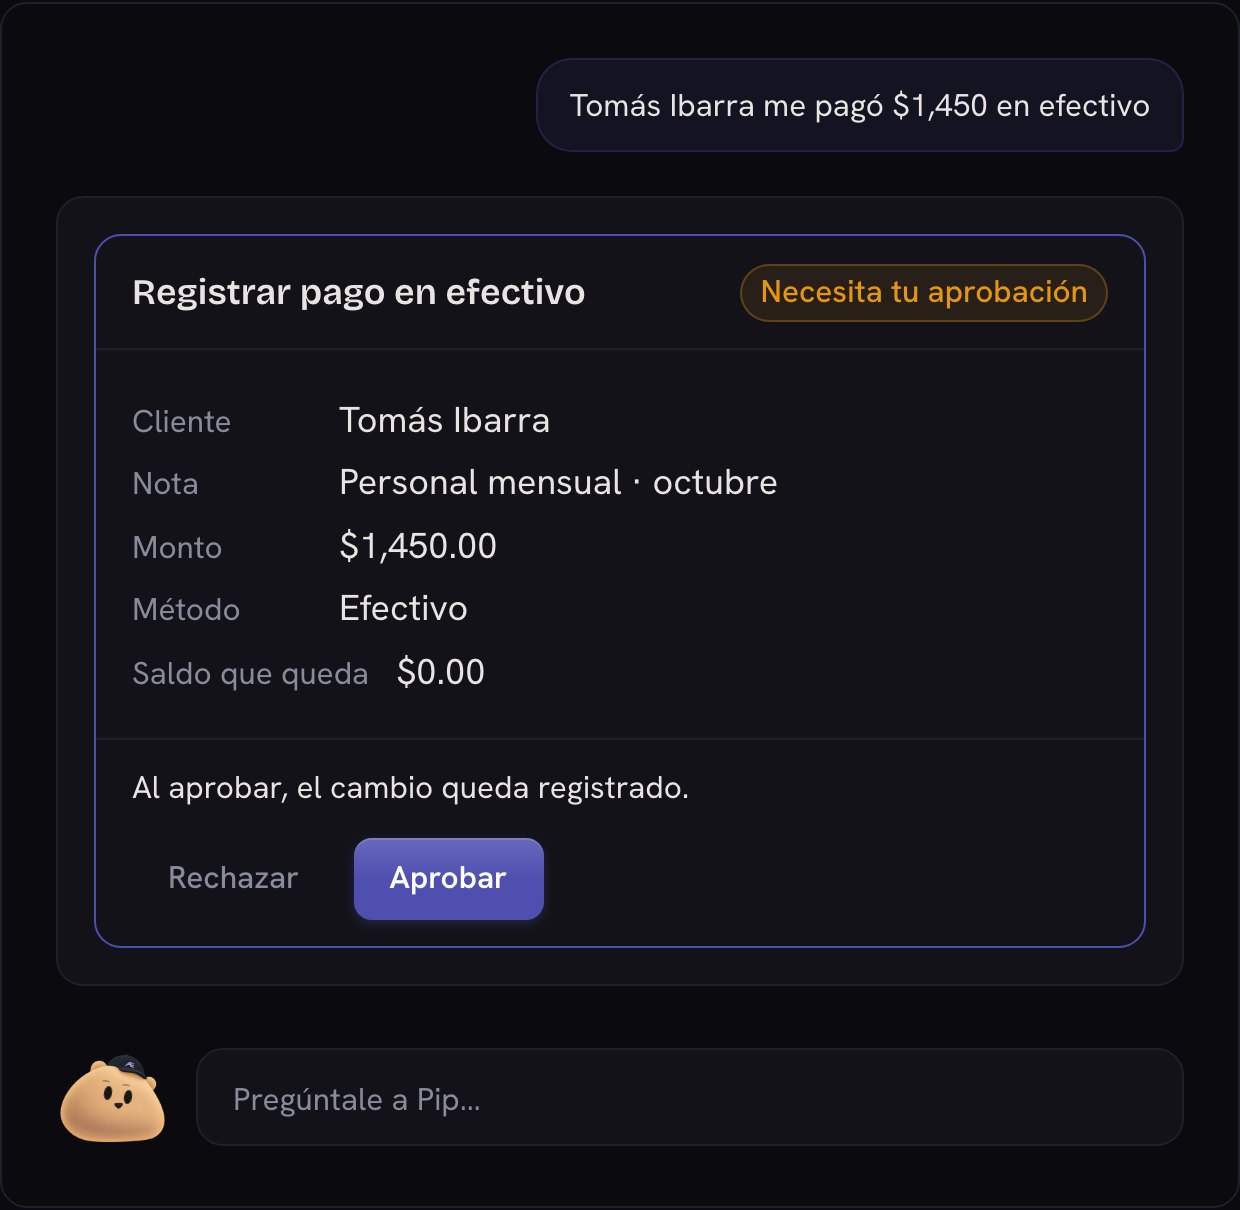 Tomás Ibarra me pagó $1,450 en efectivo
Registrar pago en efectivo
Necesita tu aprobación
Cliente Tomás Ibarra
Nota Personal mensual · octubre
Monto $1,450.00
Método Efectivo
Saldo que queda $0.00
Al aprobar, el cambio queda registrado.
Rechazar Aprobar
Pregúntale a Pip...